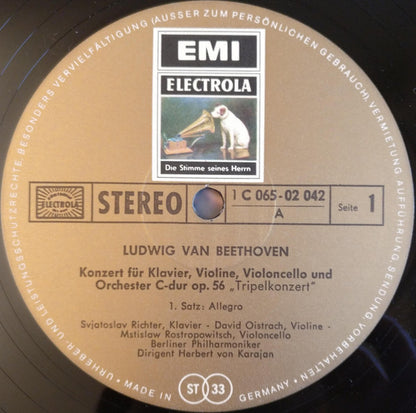 EMI
ELECTROLA
Die Stimme seines Herrn
ELECTROLA
STEREO
1 C 065-02 042
A
Seite 1
LUDWIG VAN BEETHOVEN
Konzert für Klavier, Violine, Violoncello und
Orchester C-dur op. 56 „Tripelkonzert"
1. Satz: Allegro
Svjatoslav Richter, Klavier - David Oistrach, Violine -
Mstislav Rostropowitsch, Violoncello
Berliner Philharmoniker
Dirigent Herbert von Karajan
URHEBER- UND LEISTUNGSSCHUTZRECHTE, BESONDERS VERVIELFÄLTIGUNG (AUSSER ZUM PERSÖNLICHEN GEBRAUCH) VERMIETUNG, AUFFÜHRUNG, SENDUNG VORBEHALTEN
• MADE IN GERMANY •
ST 33